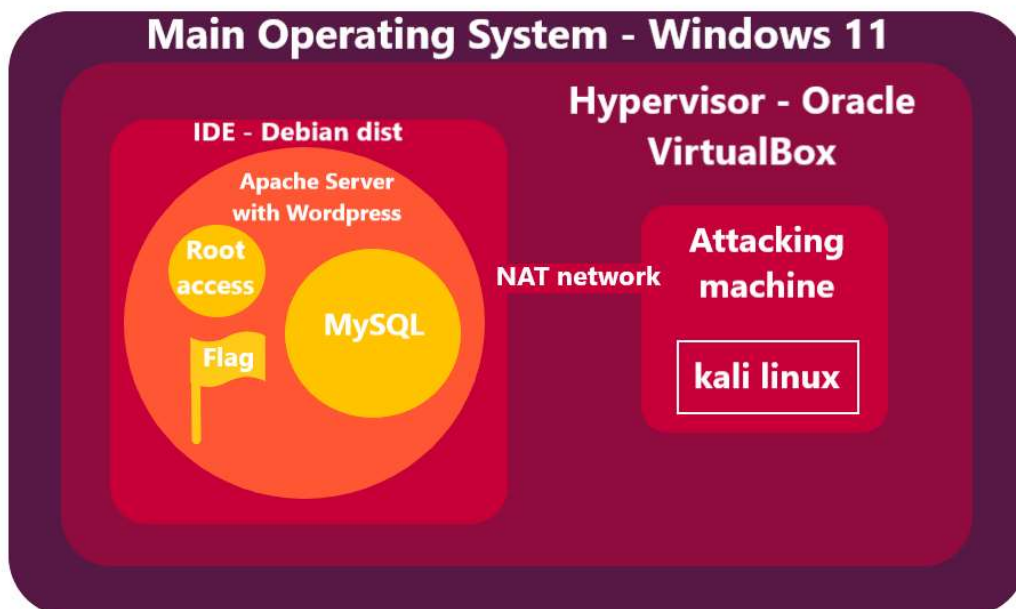 Main Operating System - Windows 11
Hypervisor - Oracle
VirtualBox
IDE - Debian dist
Apache Server
with Wordpress
Root
access
Flag
MySQL
NAT network
Attacking
machine
kali linux